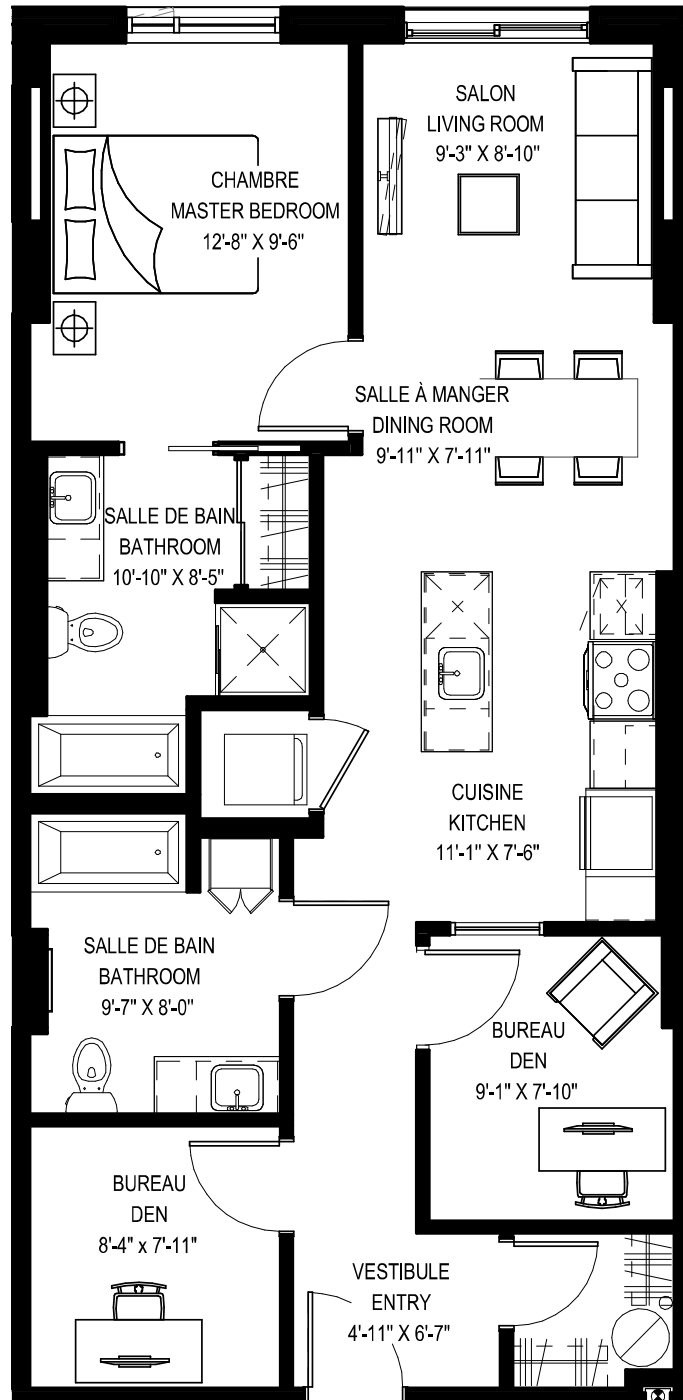 SALON
LIVING ROOM
9'-3" X 8'-10"
CHAMBRE
MASTER BEDROOM
12'-8" X 9'-6"
SALLE À MANGER
DINING ROOM
9'-11" X 7'-11"
SALLE DE BAIN
BATHROOM
10'-10" X 8'-5"
CUISINE
KITCHEN
11'-1" X 7'-6"
SALLE DE BAIN
BATHROOM
9'-7" X 8'-0"
BUREAU
DEN
9'-1" X 7'-10"
BUREAU
DEN
8'-4" x 7'-11"
VESTIBULE
ENTRY
4'-11" X 6'-7"